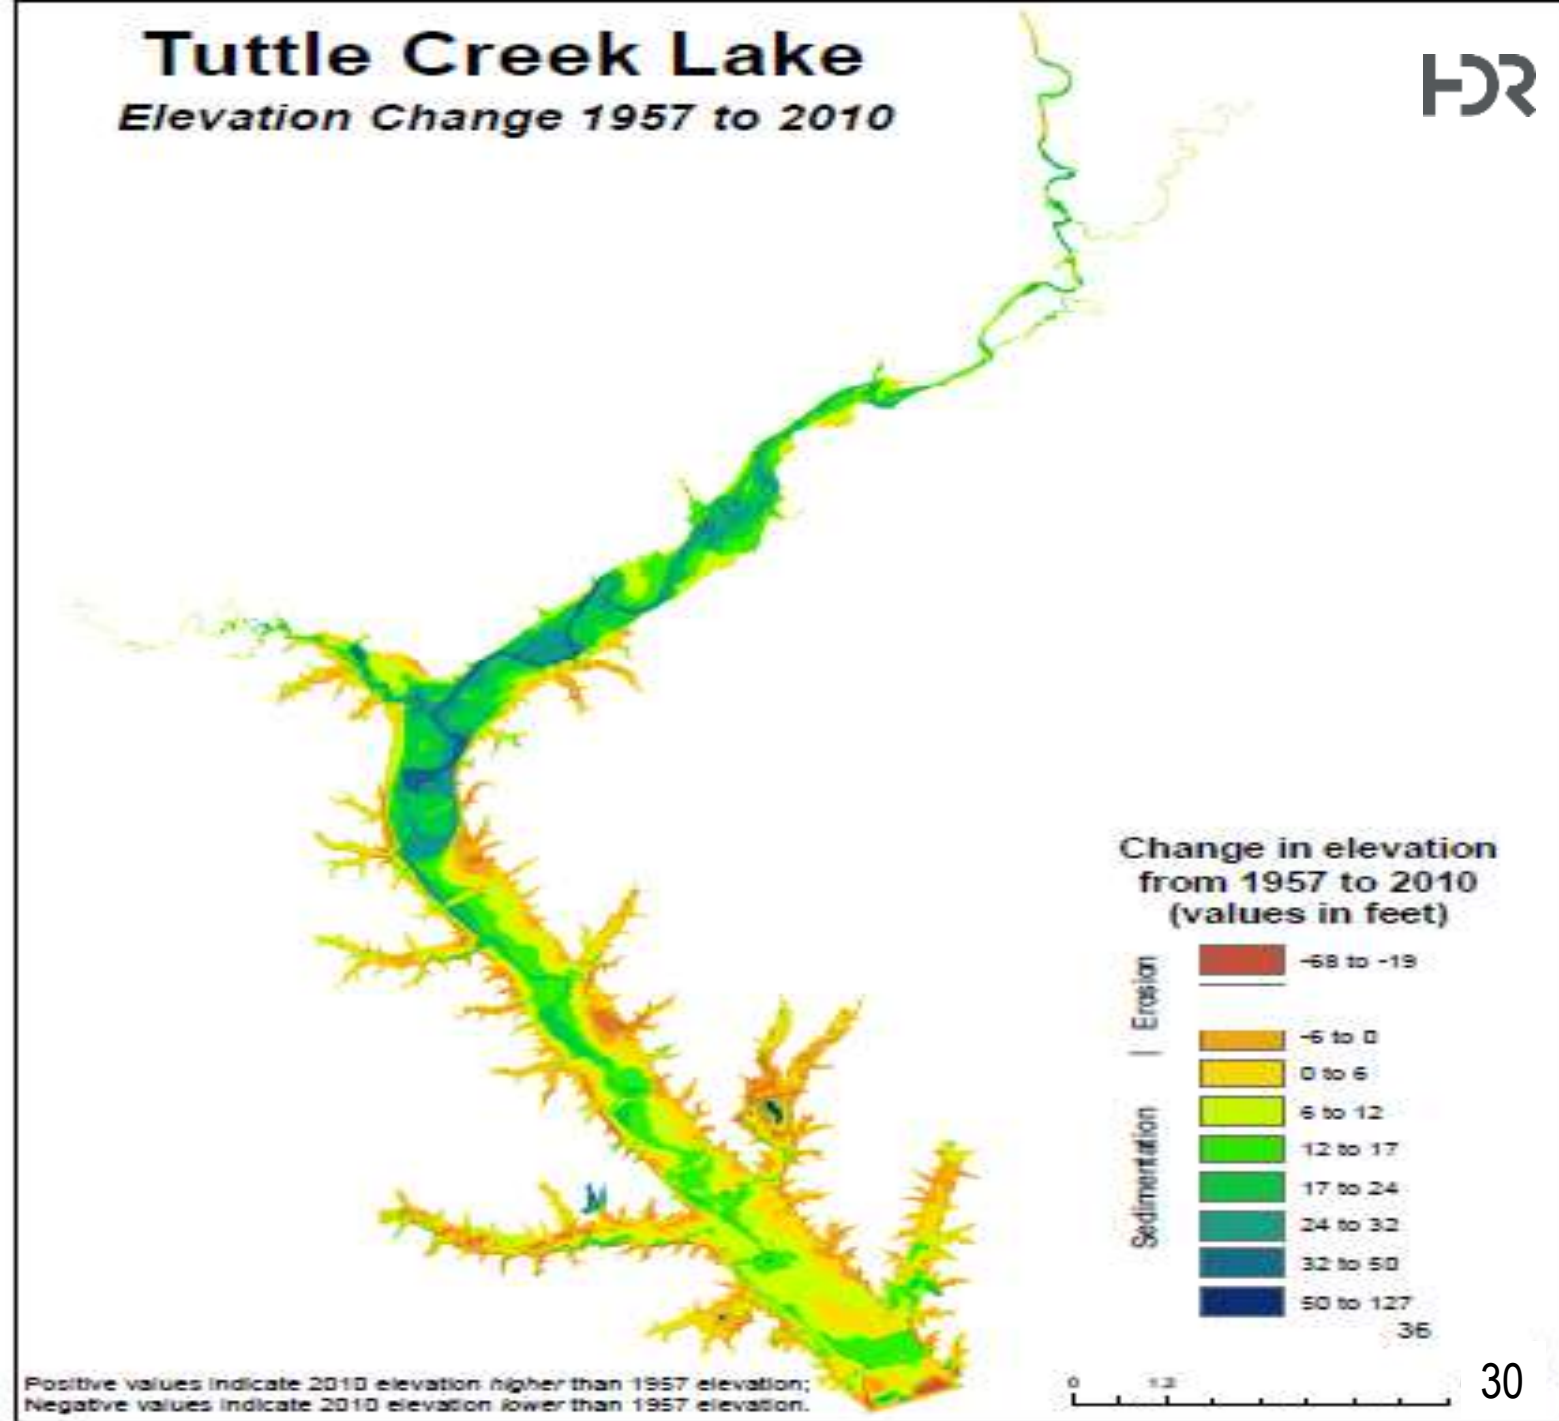 Tuttle Creek Lake
Elevation Change 1957 to 2010
HDR
Change in elevation
from 1957 to 2010
(values in feet)
Erosion
-68 to -19
-6 to 0
Sedimentation
0 to 6
6 to 12
12 to 17
17 to 24
24 to 32
32 to 50
50 to 127
36
Positive values indicate 2010 elevation higher than 1957 elevation;
Negative values indicate 2010 elevation lower than 1957 elevation.
0
30